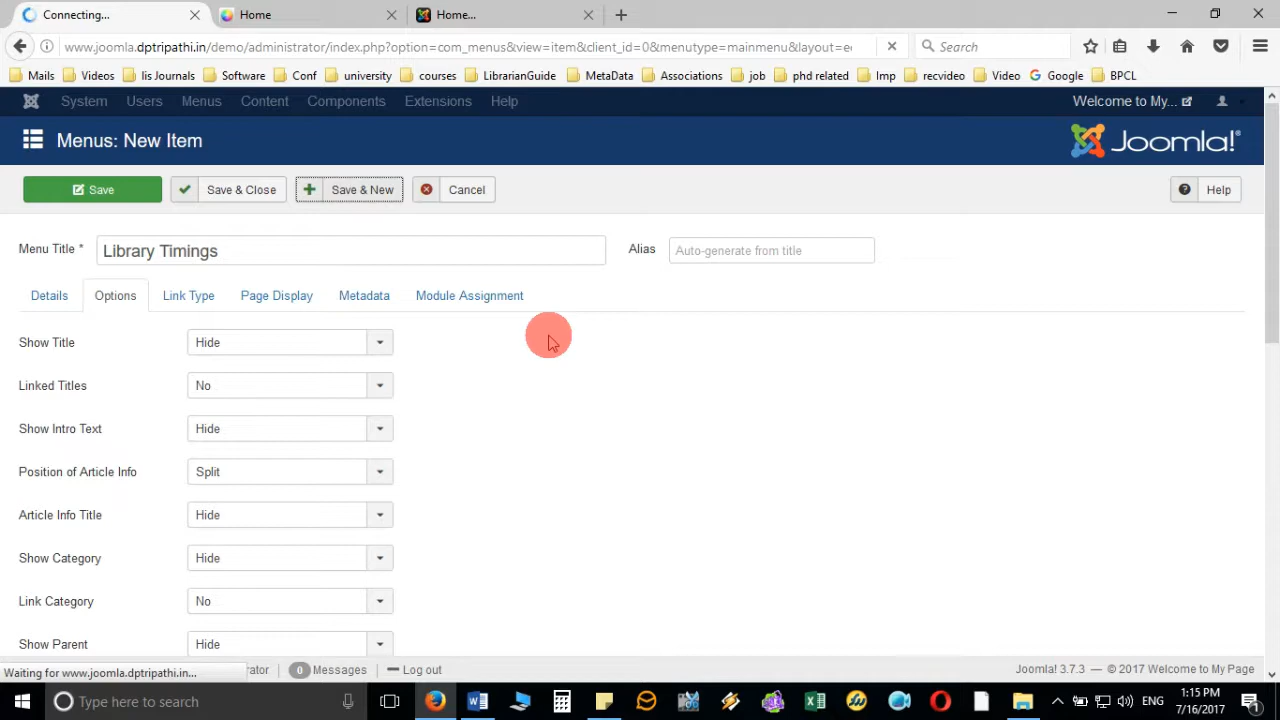 Connecting...
Home
Home...
www.joomla.dptripathi.in/demo/administrator/index.php?option=com_menus&view=item&client_id=0&menutype=mainmenu&layout=e
Search
Mails
Videos
lis Journals
Software
Conf
university
courses
LibrarianGuide
MetaData
Associations
job
phd related
Imp
recvideo
Video
Google
BPCL
System
Users
Menus
Content
Components
Extensions
Help
Welcome to My...
Menus: New Item
Joomla!®
Save
Save & Close
Save & New
Cancel
Help
Menu Title *
Library Timings
Alias
Auto-generate from title
Details
Options
Link Type
Page Display
Metadata
Module Assignment
Show Title
Hide
Linked Titles
No
Show Intro Text
Hide
Position of Article Info
Split
Article Info Title
Hide
Show Category
Hide
Link Category
No
Show Parent
Hide
Waiting for www.joomla.dptripathi.in...
rator
0 Messages
Log out
Joomla! 3.7.3 — © 2017 Welcome to My Page
Type here to search
ENG
1:15 PM
7/16/2017
1